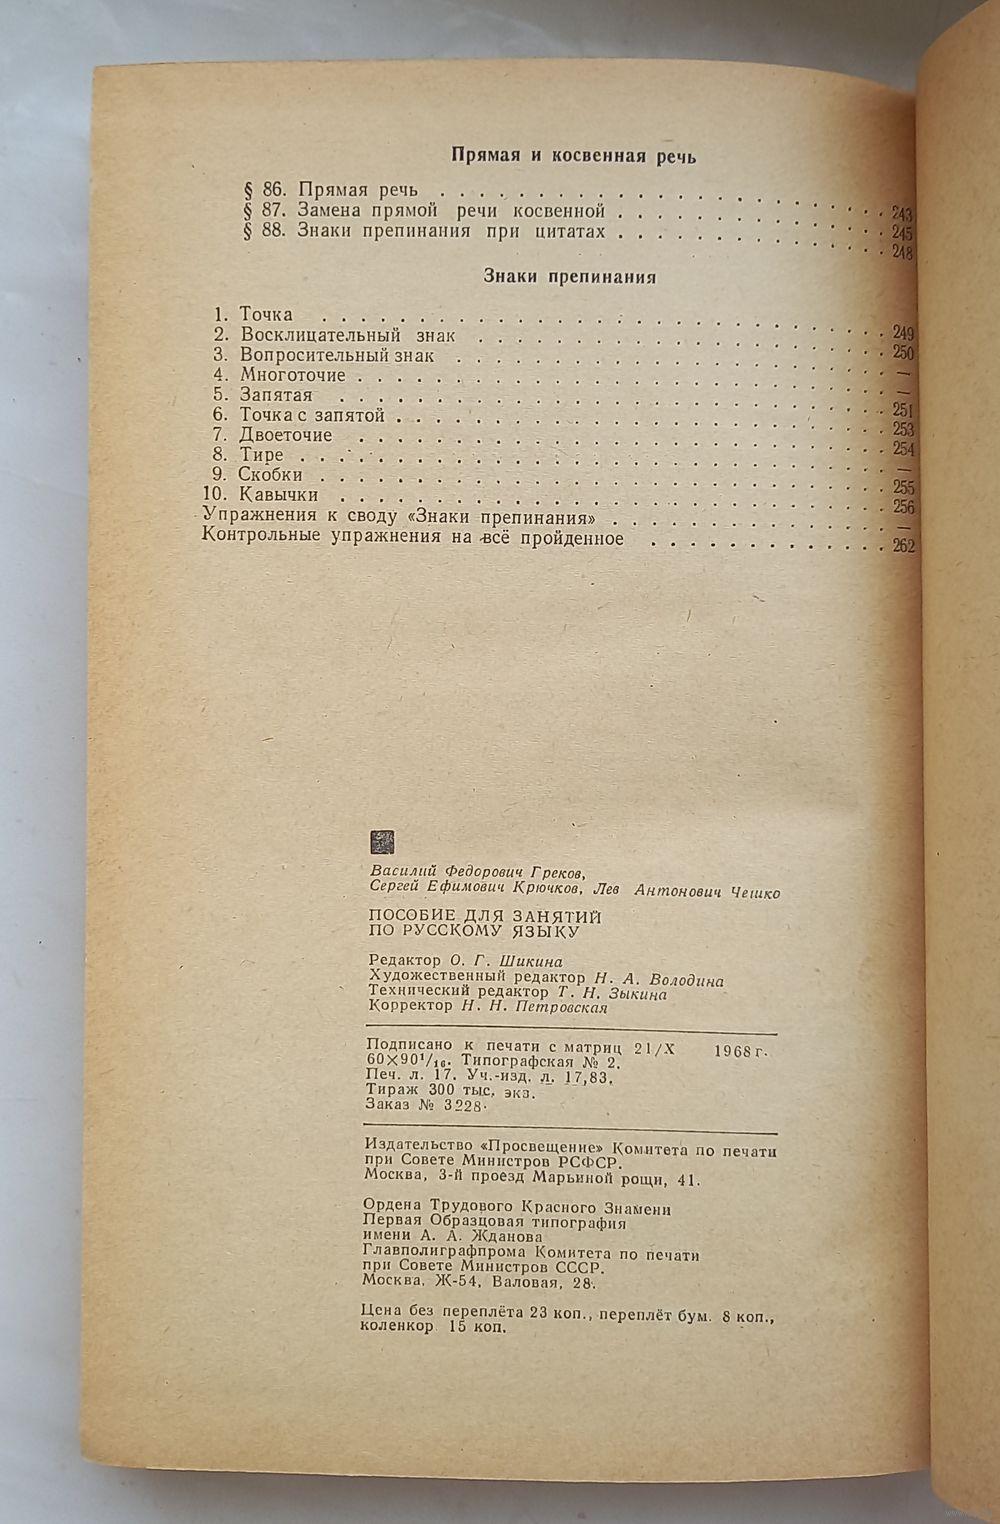 Прямая и косвенная речь
§ 86. Прямая речь . . . . . . . . . . . . . . . . . . . . . . 243
§ 87. Замена прямой речи косвенной . . . . . . . . . . . . . 245
§ 88. Знаки препинания при цитатах . . . . . . . . . . . . . 248
Знаки препинания
1. Точка . . . . . . . . . . . . . . . . . . . . . . . . . . . . 249
2. Восклицательный знак . . . . . . . . . . . . . . . . . . . . 250
3. Вопросительный знак . . . . . . . . . . . . . . . . . . . . . —
4. Многоточие . . . . . . . . . . . . . . . . . . . . . . . . . . —
5. Запятая . . . . . . . . . . . . . . . . . . . . . . . . . . . 251
6. Точка с запятой . . . . . . . . . . . . . . . . . . . . . . . 253
7. Двоеточие . . . . . . . . . . . . . . . . . . . . . . . . . . 254
8. Тире . . . . . . . . . . . . . . . . . . . . . . . . . . . . . —
9. Скобки . . . . . . . . . . . . . . . . . . . . . . . . . . . . 255
10. Кавычки . . . . . . . . . . . . . . . . . . . . . . . . . . . 256
Упражнения к своду «Знаки препинания» . . . . . . . . . . . . . —
Контрольные упражнения на всё пройденное . . . . . . . . . . . . 262
Василий Федорович Греков,
Сергей Ефимович Крючков, Лев Антонович Чешко
ПОСОБИЕ ДЛЯ ЗАНЯТИЙ
ПО РУССКОМУ ЯЗЫКУ
Редактор О. Г. Шикина
Художественный редактор Н. А. Володина
Технический редактор Т. Н. Зыкина
Корректор Н. Н. Петровская
Подписано к печати с матриц 21/X 1968 г.
60×90¹/₁₆. Типографская № 2.
Печ. л. 17. Уч.-изд. л. 17,83.
Тираж 300 тыс. экз.
Заказ № 3228.
Издательство «Просвещение» Комитета по печати
при Совете Министров РСФСР.
Москва, 3-й проезд Марьиной рощи, 41.
Ордена Трудового Красного Знамени
Первая Образцовая типография
имени А. А. Жданова
Главполиграфпрома Комитета по печати
при Совете Министров СССР.
Москва, Ж-54, Валовая, 28.
Цена без переплёта 23 коп., переплёт бум. 8 коп.,
коленкор 15 коп.